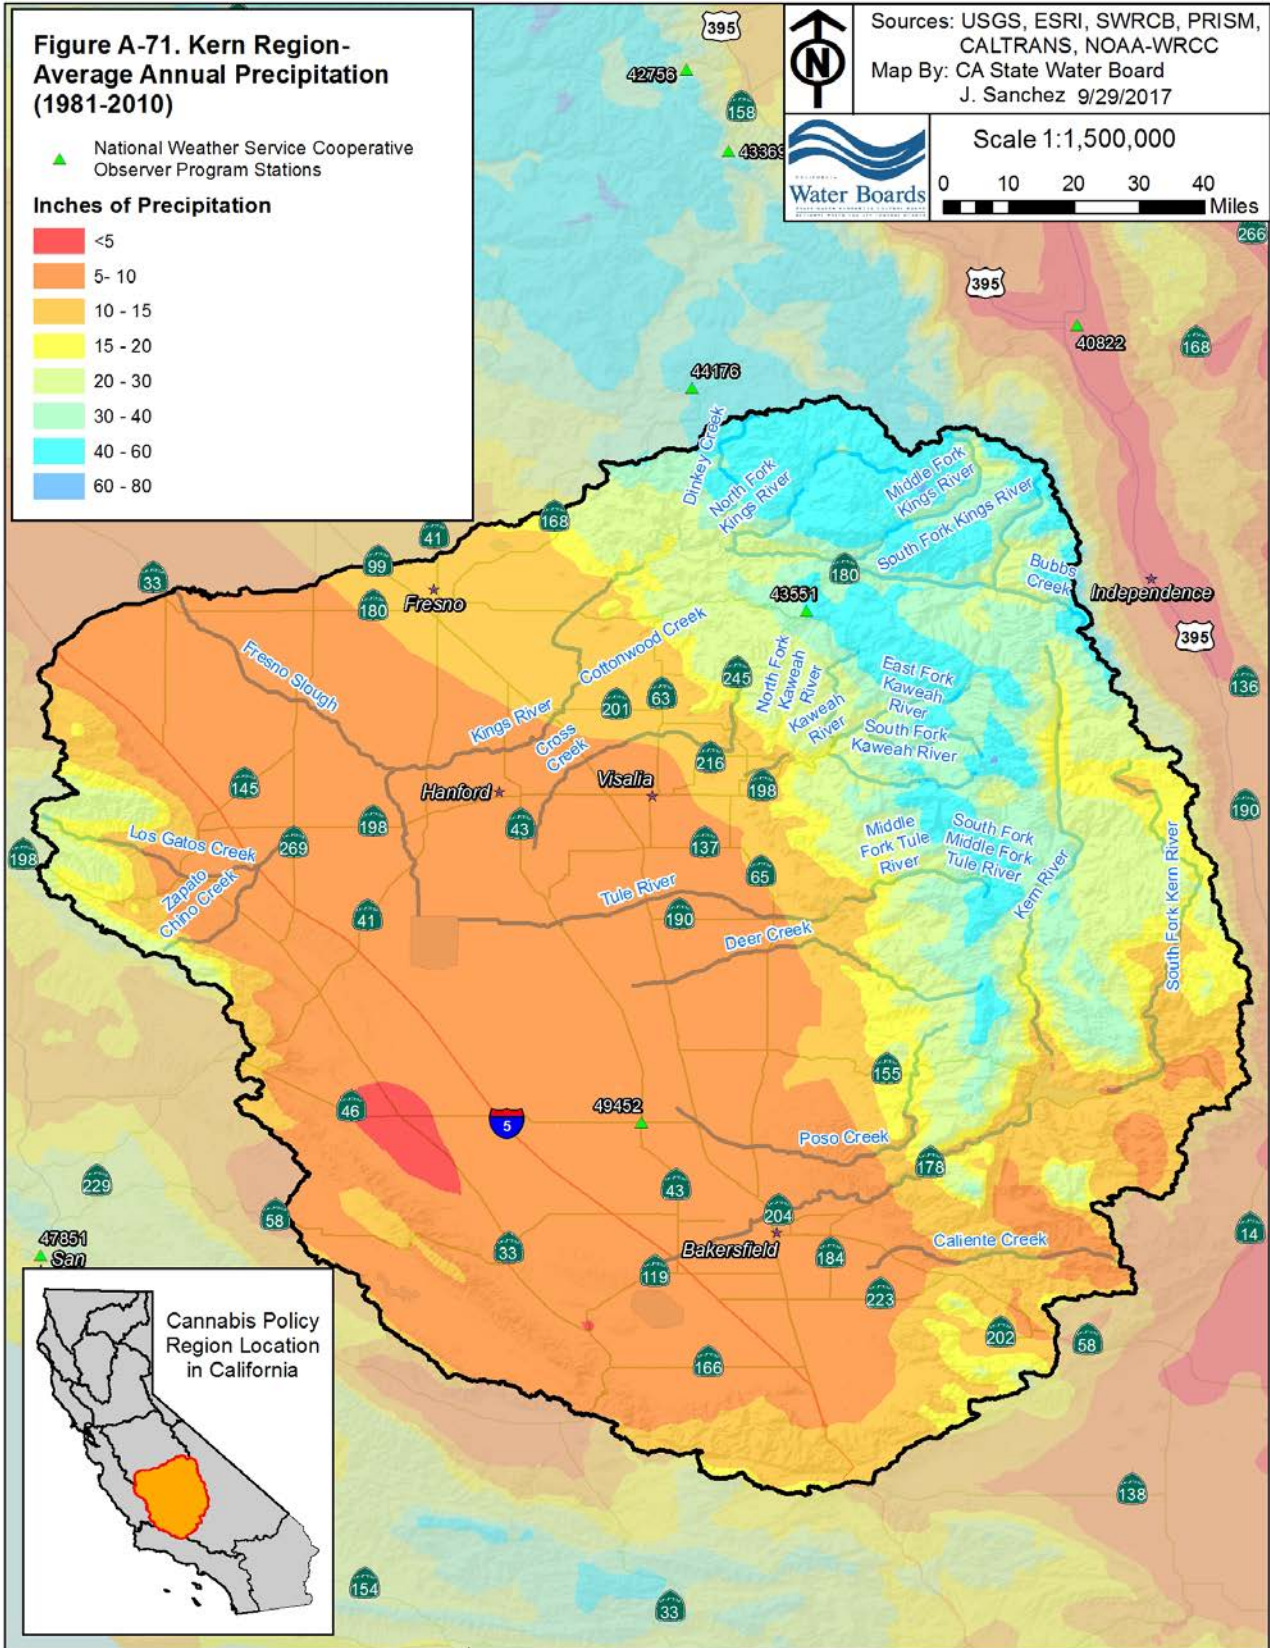 Figure A-71. Kern Region-
Average Annual Precipitation
(1981-2010)
National Weather Service Cooperative
Observer Program Stations
Inches of Precipitation
<5
5- 10
10 - 15
15 - 20
20 - 30
30 - 40
40 - 60
60 - 80
N
Sources: USGS, ESRI, SWRCB, PRISM,
CALTRANS, NOAA-WRCC
Map By: CA State Water Board
J. Sanchez 9/29/2017
CALIFORNIA
Water Boards
Scale 1:1,500,000
0 10 20 30 40
Miles
395
42756
158
43369
266
395
40822
168
44176
Dinkey Creek
North Fork
Kings River
Middle Fork
Kings River
South Fork Kings River
168
41
99
33
180
Fresno
180
Bubbs
Creek
Independence
43551
395
Fresno Slough
Cottonwood Creek
245
North Fork
Kaweah
River
East Fork
Kaweah
River
136
201
63
Kings River
Cross
Creek
Kaweah
River
South Fork
Kaweah River
216
145
Hanford
Visalia
198
190
198
269
198
43
137
65
Los Gatos Creek
Zapato
Chino Creek
Middle
Fork Tule
River
South Fork
Middle Fork
Tule River
Kern River
South Fork Kern River
41
Tule River
190
Deer Creek
155
46
5
49452
Poso Creek
178
229
43
58
204
14
47851
San
33
Bakersfield
184
Caliente Creek
119
223
202
58
166
138
154
33
Cannabis Policy
Region Location
in California